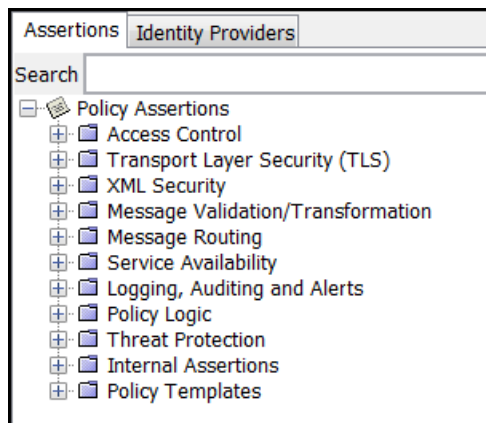 Assertions Identity Providers
Search
Policy Assertions
Access Control
Transport Layer Security (TLS)
XML Security
Message Validation/Transformation
Message Routing
Service Availability
Logging, Auditing and Alerts
Policy Logic
Threat Protection
Internal Assertions
Policy Templates